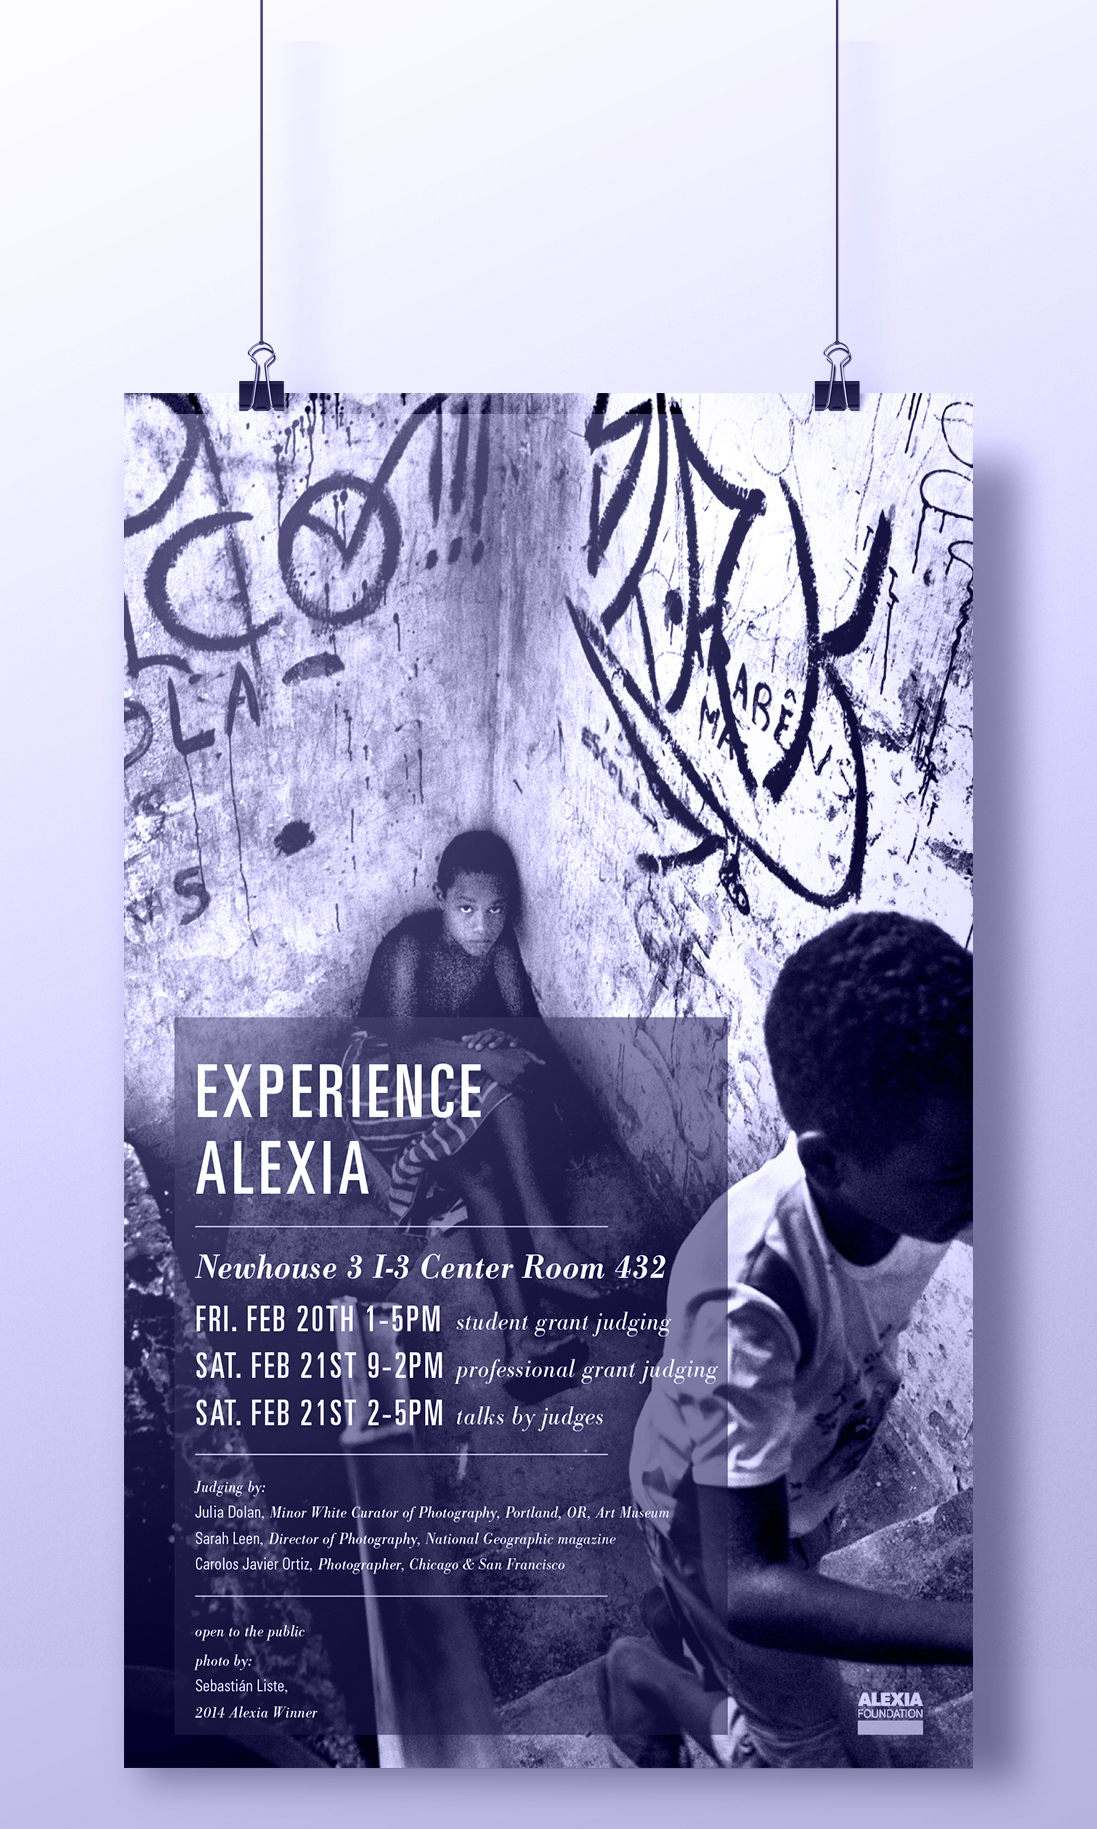 OLA
ARÊ
MA
EXPERIENCE
ALEXIA
Newhouse 3 I-3 Center Room 432
FRI. FEB 20TH 1-5PM student grant judging
SAT. FEB 21ST 9-2PM professional grant judging
SAT. FEB 21ST 2-5PM talks by judges
Judging by:
Julia Dolan, Minor White Curator of Photography, Portland, OR, Art Museum
Sarah Leen, Director of Photography, National Geographic magazine
Carolos Javier Ortiz, Photographer, Chicago & San Francisco
open to the public
photo by:
Sebastián Liste,
2014 Alexia Winner
ALEXIA
FOUNDATION